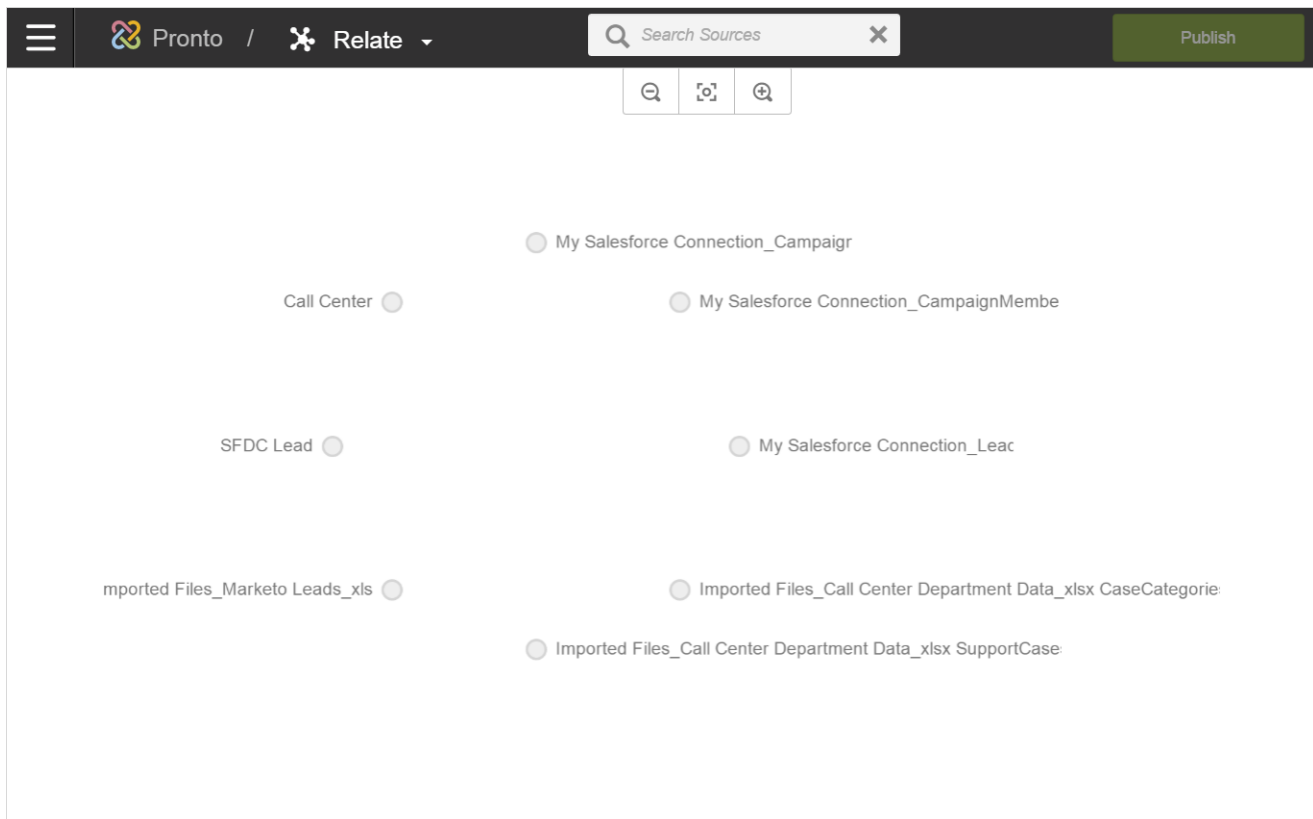 Pronto / Relate
Search Sources
Publish
My Salesforce Connection_Campaigr
Call Center
My Salesforce Connection_CampaignMembe
SFDC Lead
My Salesforce Connection_Leac
mported Files_Marketo Leads_xls
Imported Files_Call Center Department Data_xlsx CaseCategorie
Imported Files_Call Center Department Data_xlsx SupportCase